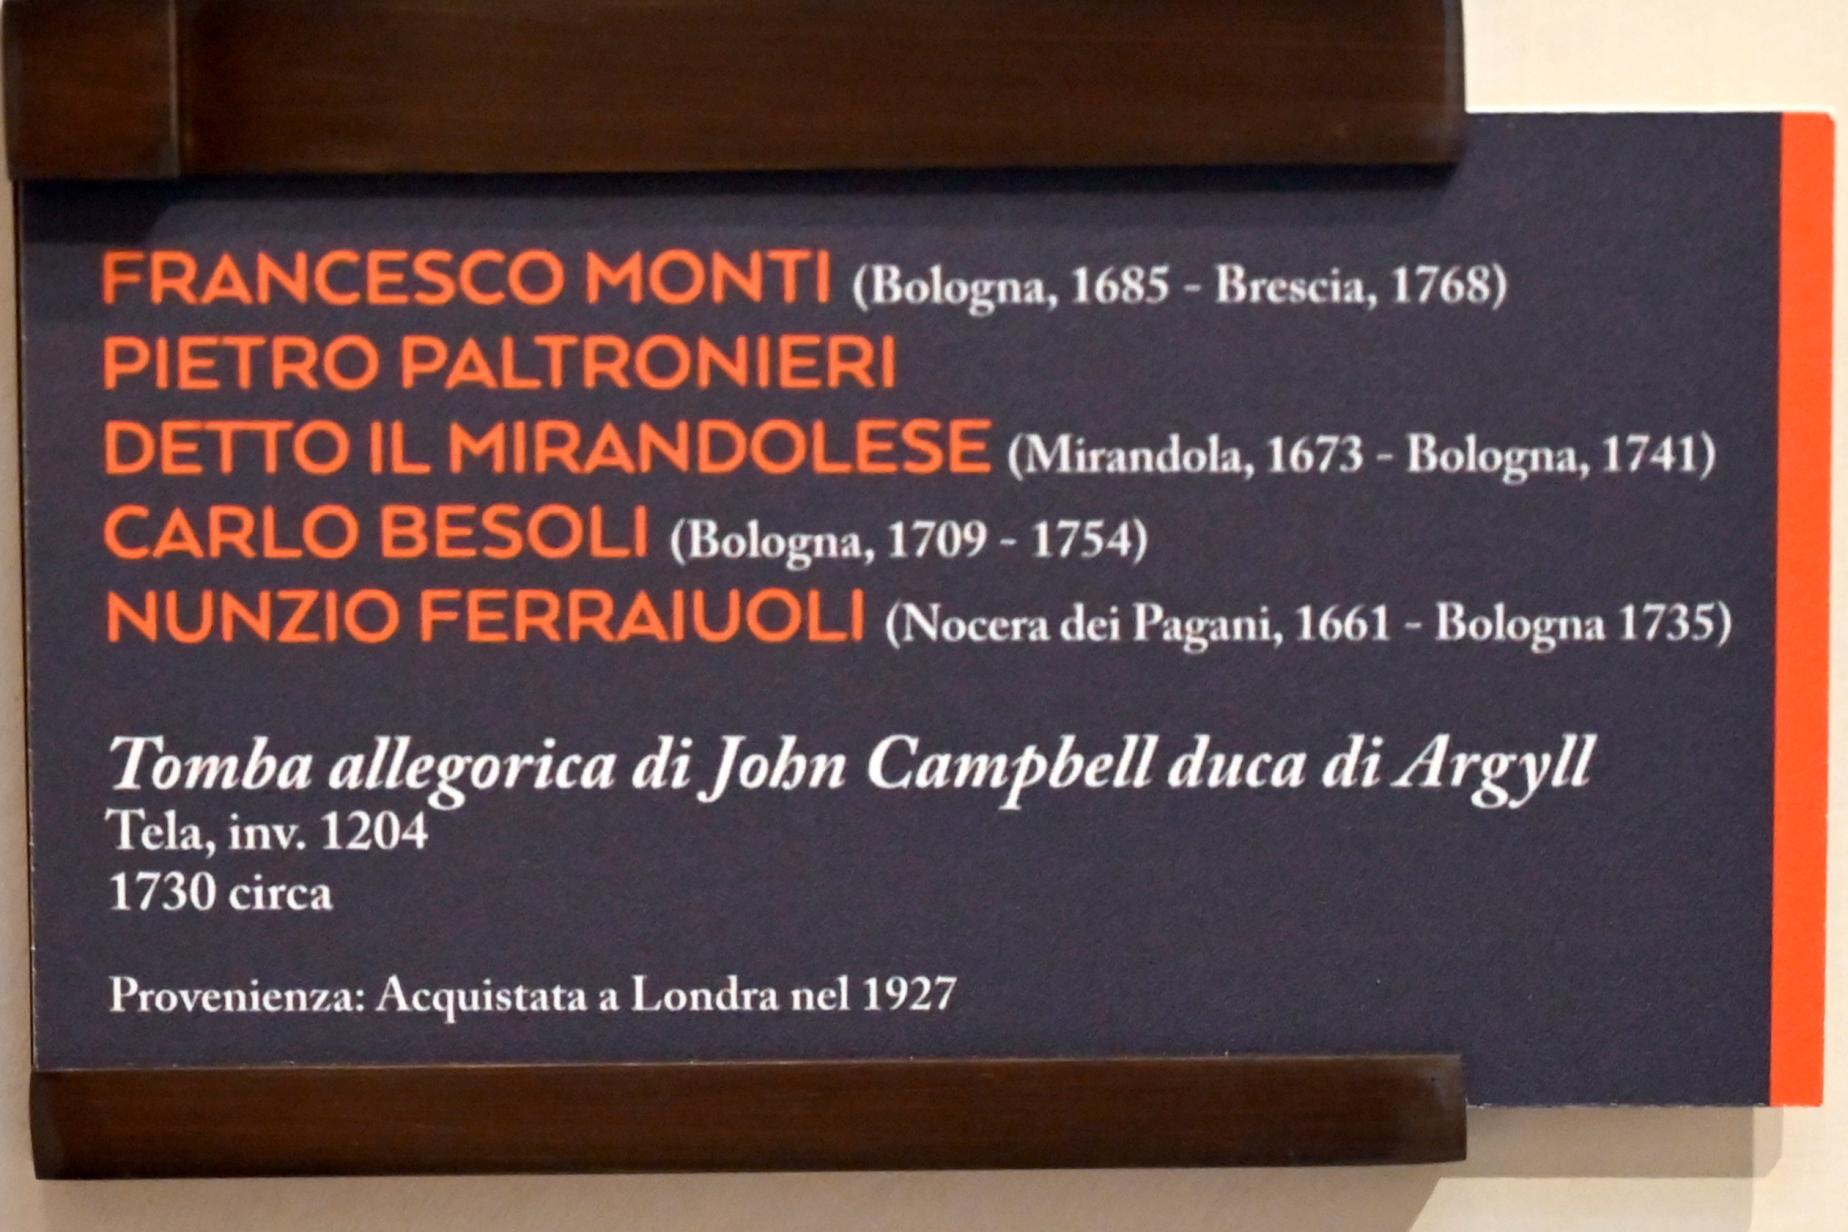 FRANCESCO MONTI (Bologna, 1685 - Brescia, 1768)
PIETRO PALTRONIERI
DETTO IL MIRANDOLESE (Mirandola, 1673 - Bologna, 1741)
CARLO BESOLI (Bologna, 1709 - 1754)
NUNZIO FERRAIUOLI (Nocera dei Pagani, 1661 - Bologna 1735)
Tomba allegorica di John Campbell duca di Argyll
Tela, inv. 1204
1730 circa
Provenienza: Acquistata a Londra nel 1927